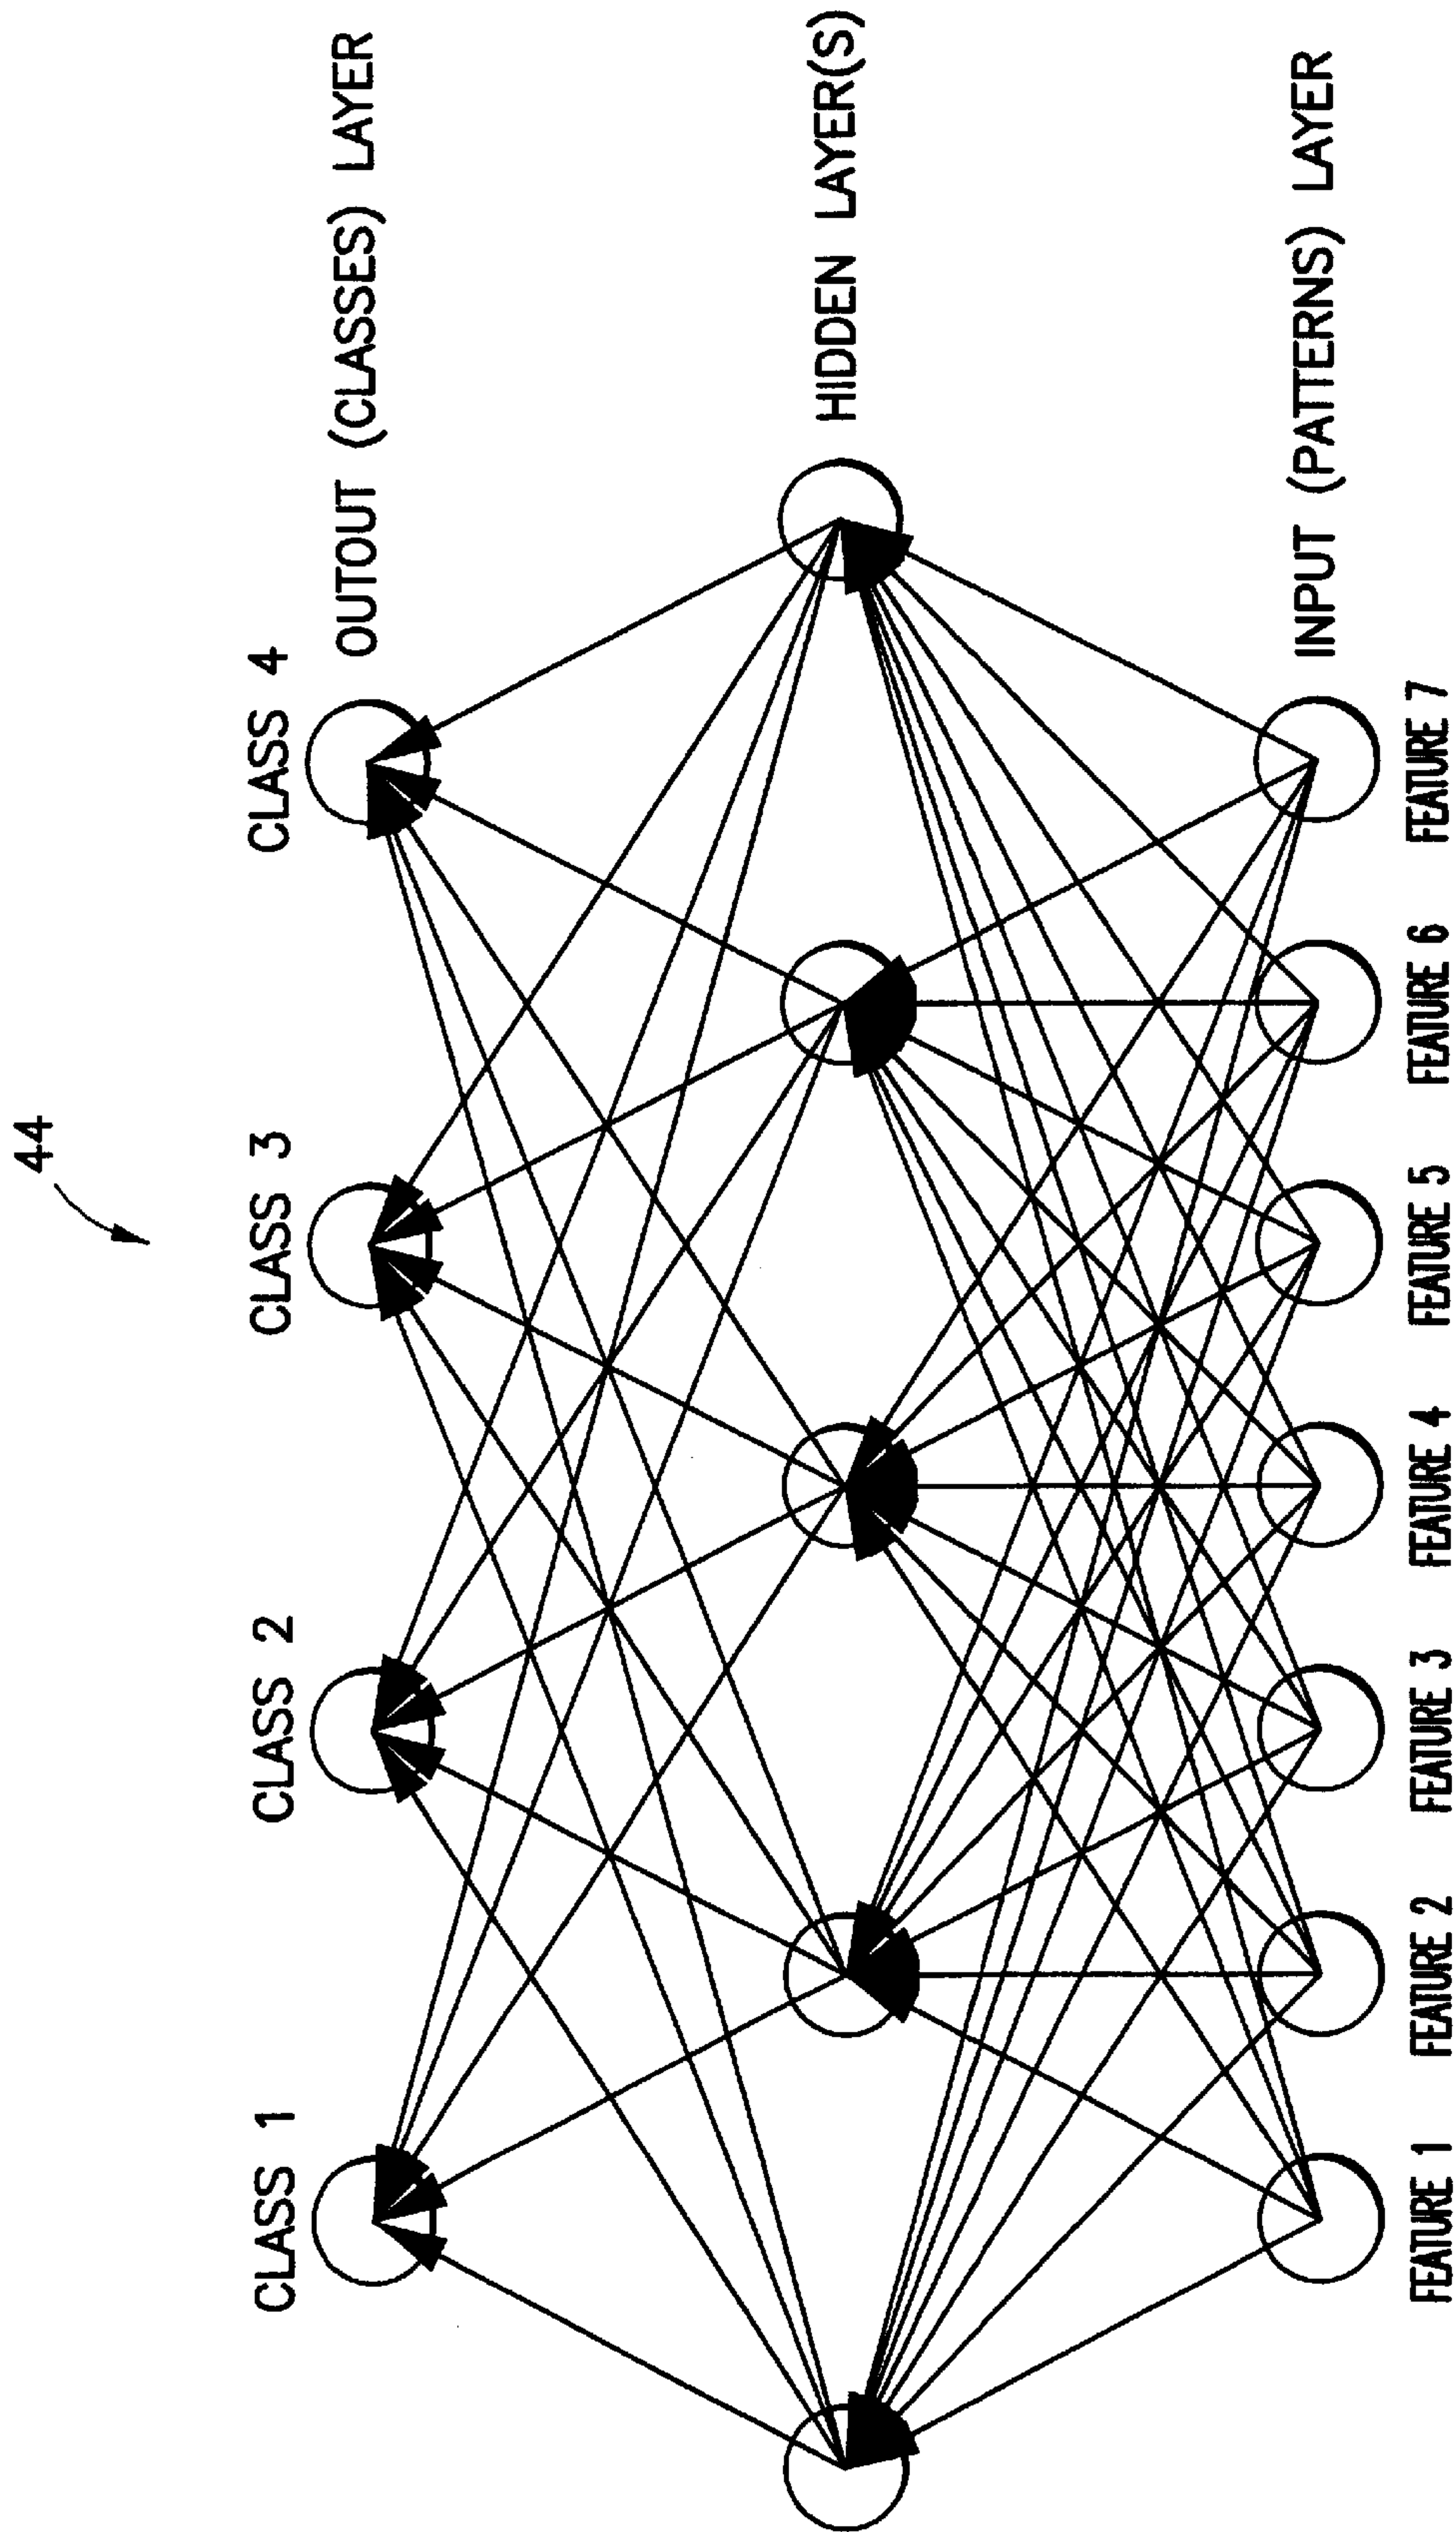 44
CLASS 1
CLASS 2
CLASS 3
CLASS 4
OUTOUT (CLASSES) LAYER
HIDDEN LAYER(S)
INPUT (PATTERNS) LAYER
FEATURE 1
FEATURE 2
FEATURE 3
FEATURE 4
FEATURE 5
FEATURE 6
FEATURE 7